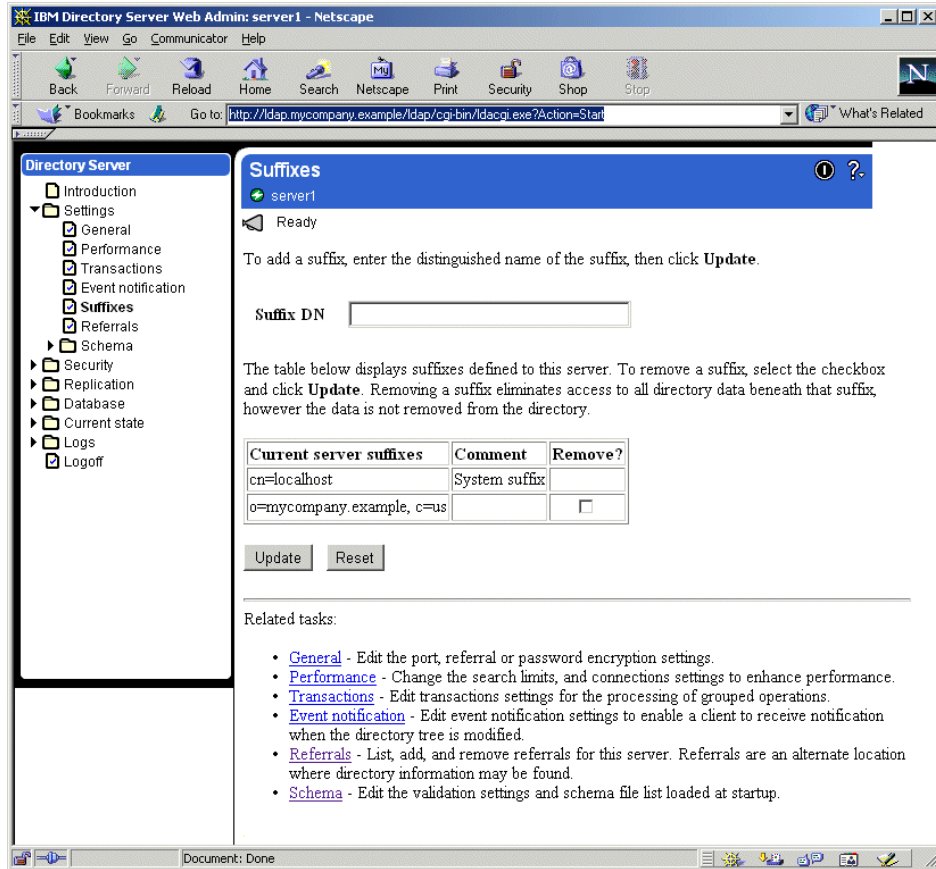 IBM Directory Server Web Admin: server1 - Netscape
File Edit View Go Communicator Help
Back Forward Reload Home Search Netscape Print Security Shop Stop
My
N
Bookmarks Go to: http://ldap.mycompany.example/ldap/cgi-bin/ldacgi.exe?Action=Start What's Related
Directory Server
Introduction
Settings
General
Performance
Transactions
Event notification
Suffixes
Referrals
Schema
Security
Replication
Database
Current state
Logs
Logoff
Suffixes
server1
Ready
To add a suffix, enter the distinguished name of the suffix, then click Update.
Suffix DN
The table below displays suffixes defined to this server. To remove a suffix, select the checkbox
and click Update. Removing a suffix eliminates access to all directory data beneath that suffix,
however the data is not removed from the directory.
Current server suffixes Comment Remove?
cn=localhost System suffix
o=mycompany.example, c=us
Update Reset
Related tasks:
• General - Edit the port, referral or password encryption settings.
• Performance - Change the search limits, and connections settings to enhance performance.
• Transactions - Edit transactions settings for the processing of grouped operations.
• Event notification - Edit event notification settings to enable a client to receive notification
when the directory tree is modified.
• Referrals - List, add, and remove referrals for this server. Referrals are an alternate location
where directory information may be found.
• Schema - Edit the validation settings and schema file list loaded at startup.
Document: Done